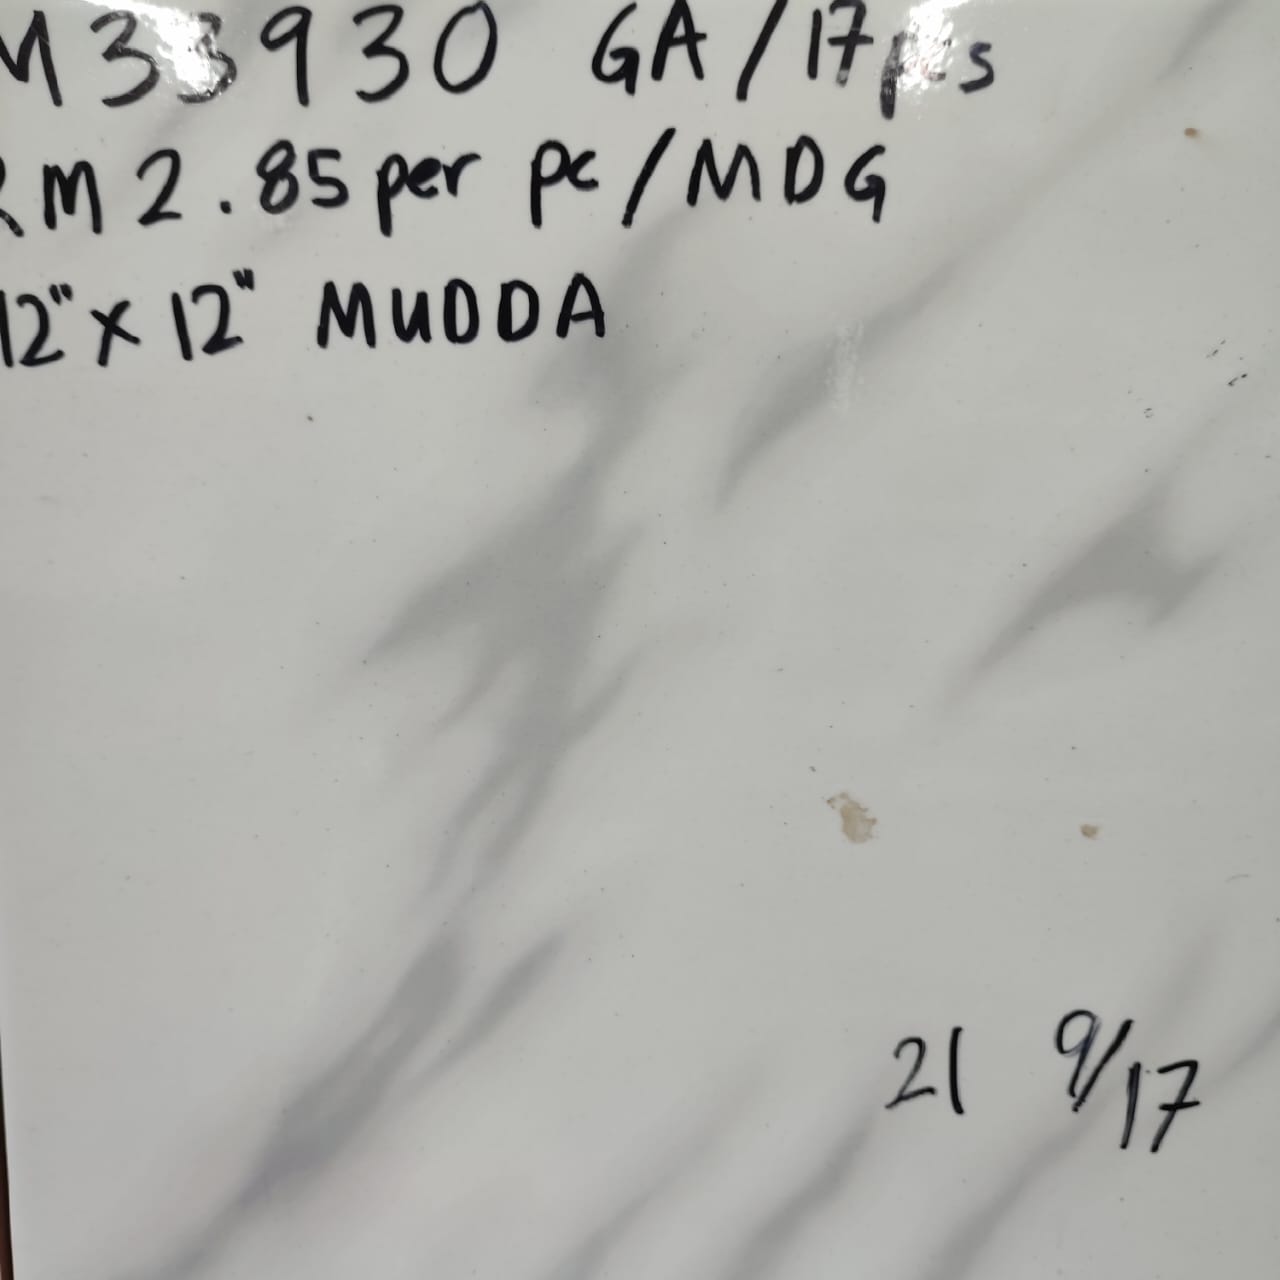 M33930 GA/17pcs
RM2.85 per pc/MDG
12"x12" MUDDA
21 9/17